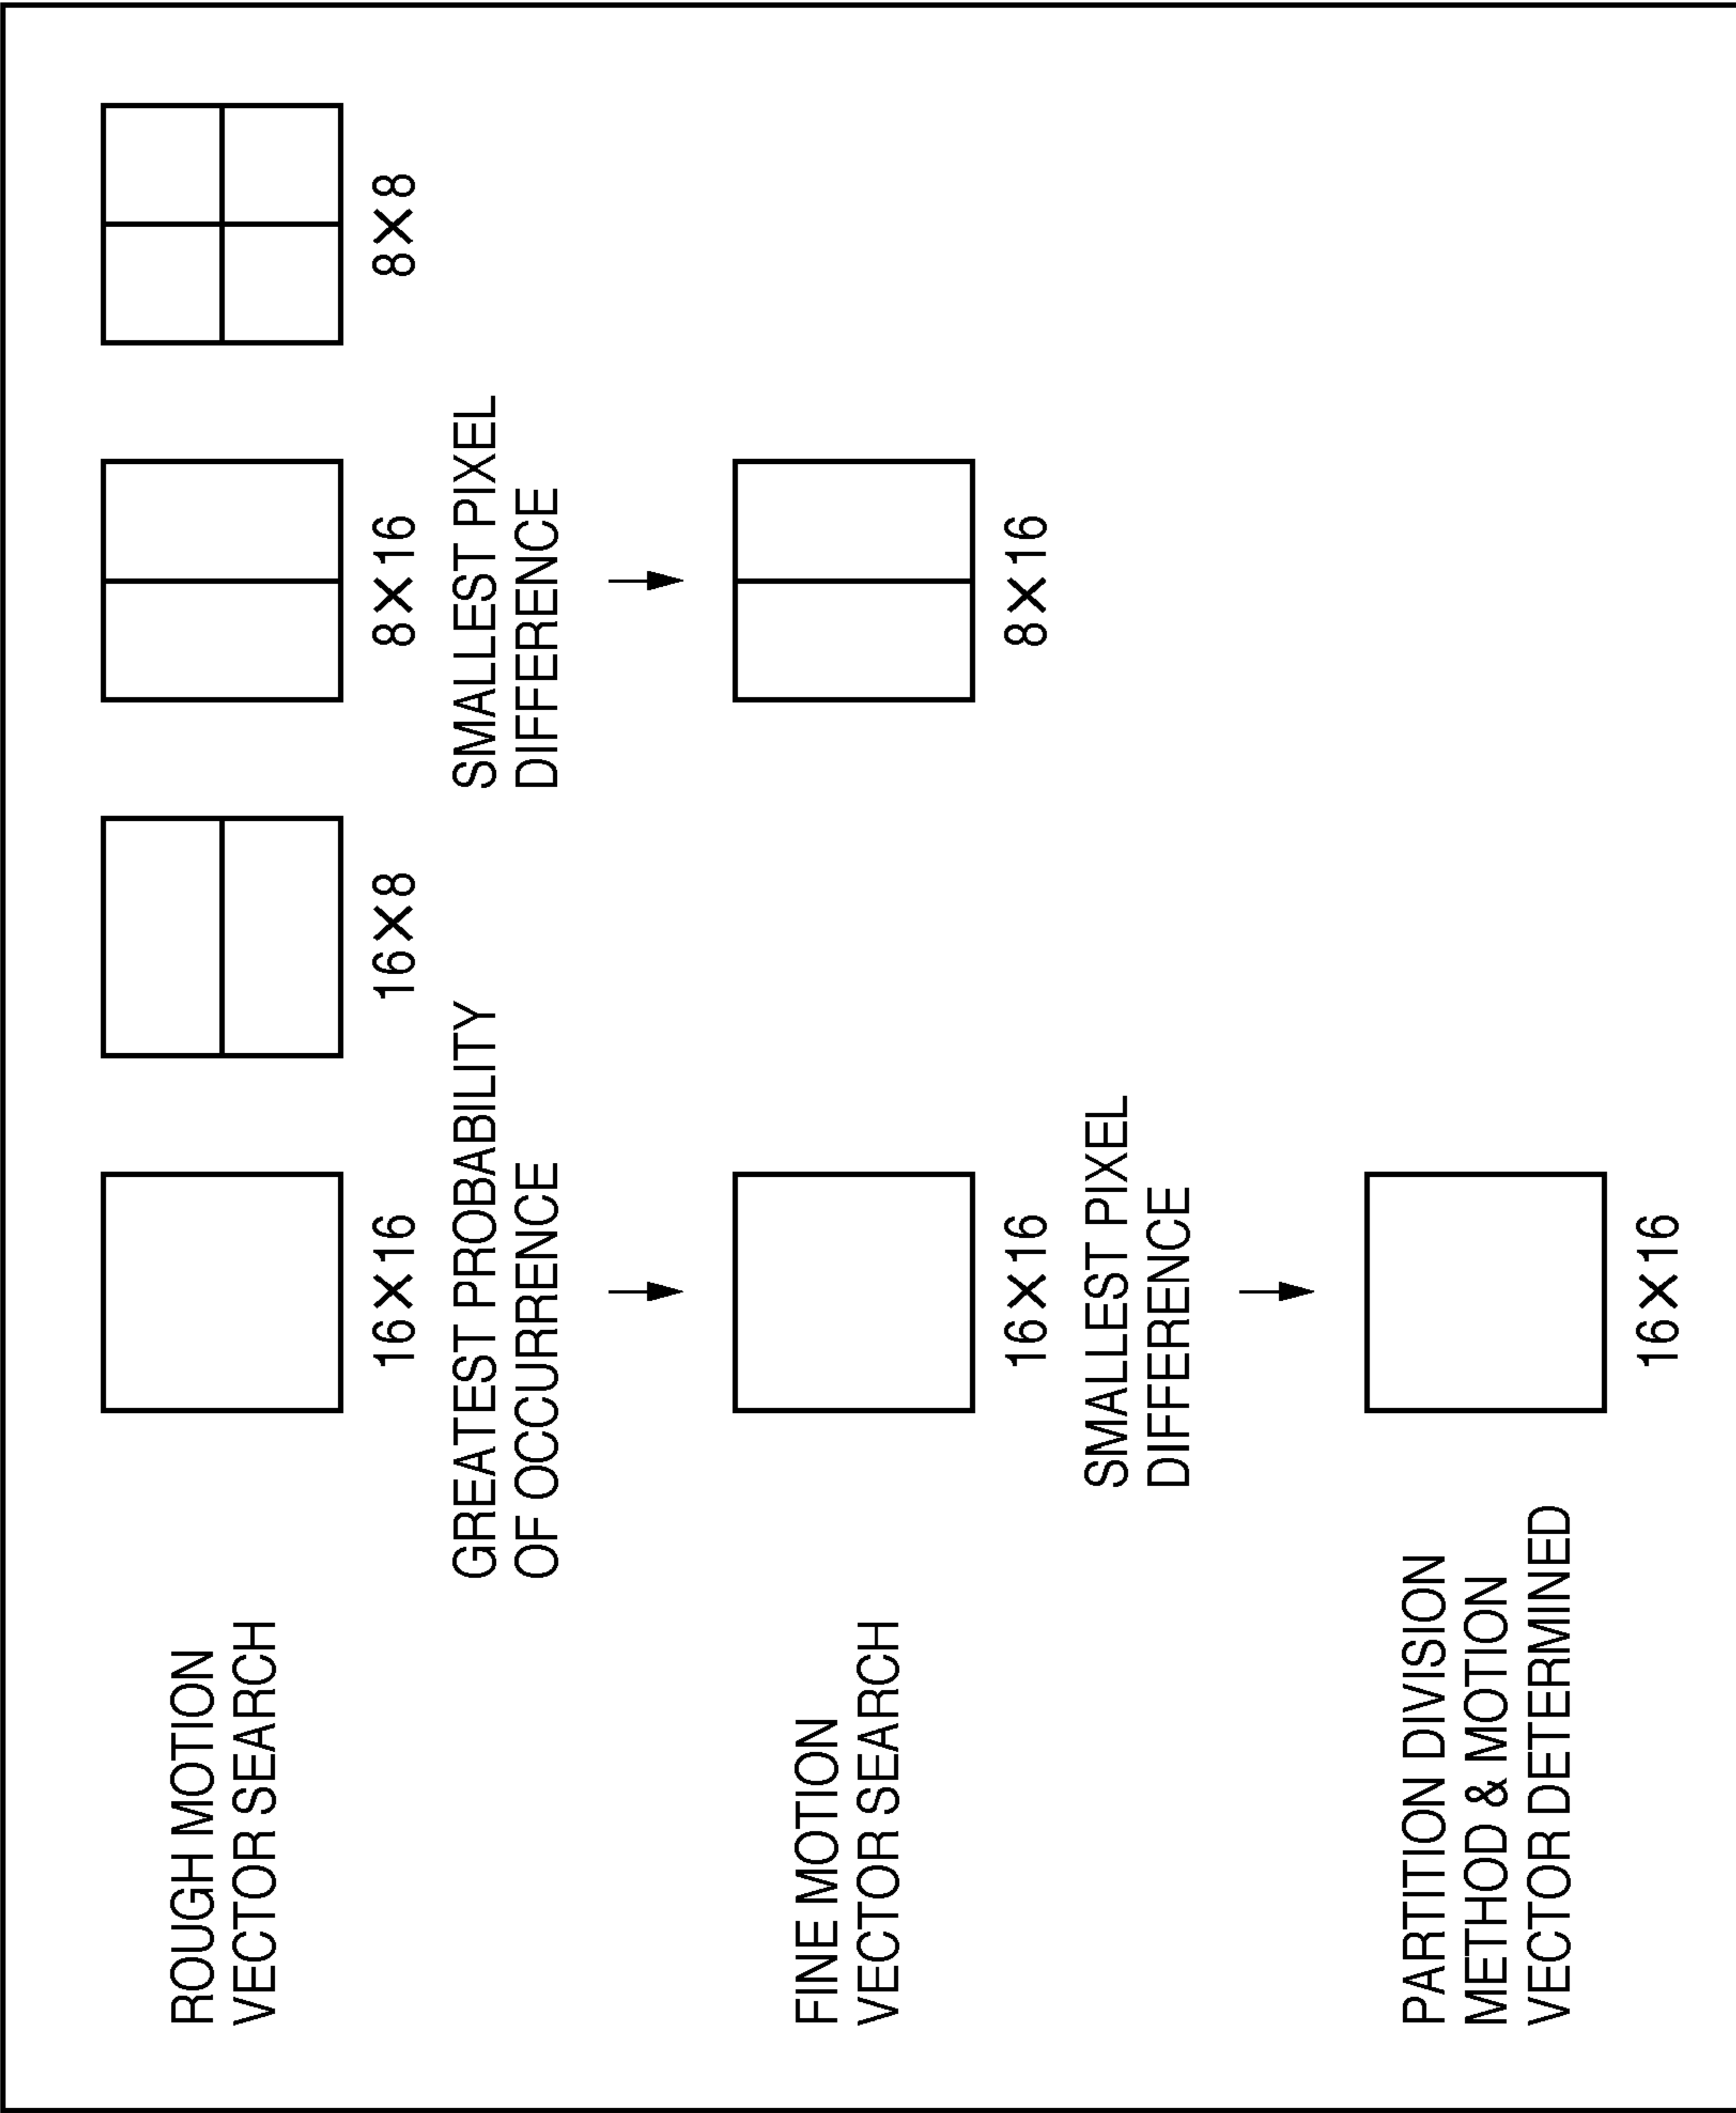 ROUGH MOTION
VECTOR SEARCH
16×16
16×8
8×16
8×8
GREATEST PROBABILITY
OF OCCURRENCE
SMALLEST PIXEL
DIFFERENCE
FINE MOTION
VECTOR SEARCH
16×16
8×16
SMALLEST PIXEL
DIFFERENCE
PARTITION DIVISION
METHOD & MOTION
VECTOR DETERMINED
16×16